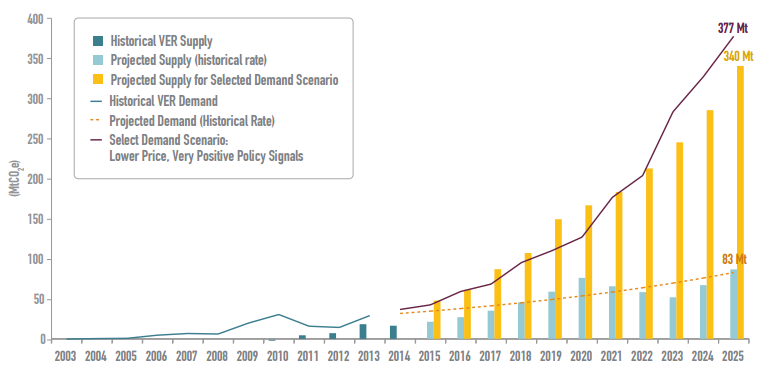 400
350
300
250
200
150
100
50
0
(MtCO2e)
Historical VER Supply
Projected Supply (historical rate)
Projected Supply for Selected Demand Scenario
Historical VER Demand
Projected Demand (Historical Rate)
Select Demand Scenario:
Lower Price, Very Positive Policy Signals
377 Mt
340 Mt
83 Mt
2003 2004 2005 2006 2007 2008 2009 2010 2011 2012 2013 2014 2015 2016 2017 2018 2019 2020 2021 2022 2023 2024 2025